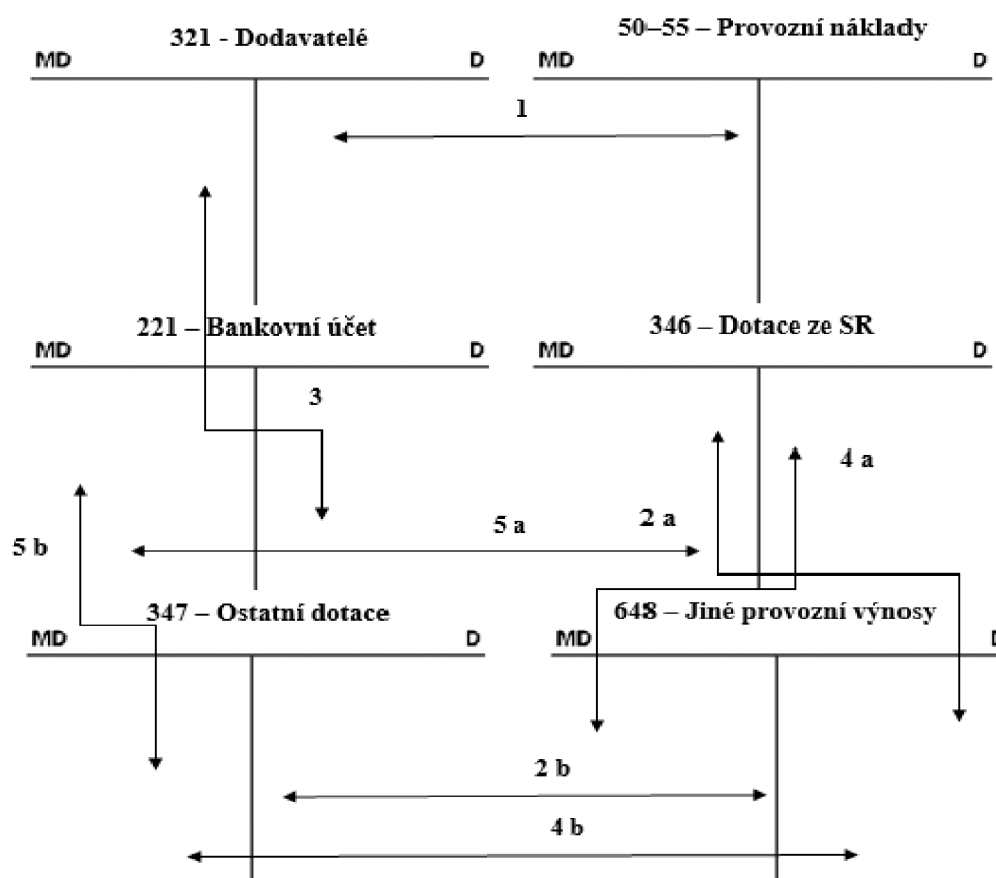 321 - Dodavatelé
50–55 – Provozní náklady
MD
D
MD
D
1
221 – Bankovní účet
346 – Dotace ze SR
MD
D
MD
D
3
4 a
5 a
2 a
5 b
347 – Ostatní dotace
648 – Jiné provozní výnosy
MD
D
MD
D
2 b
4 b